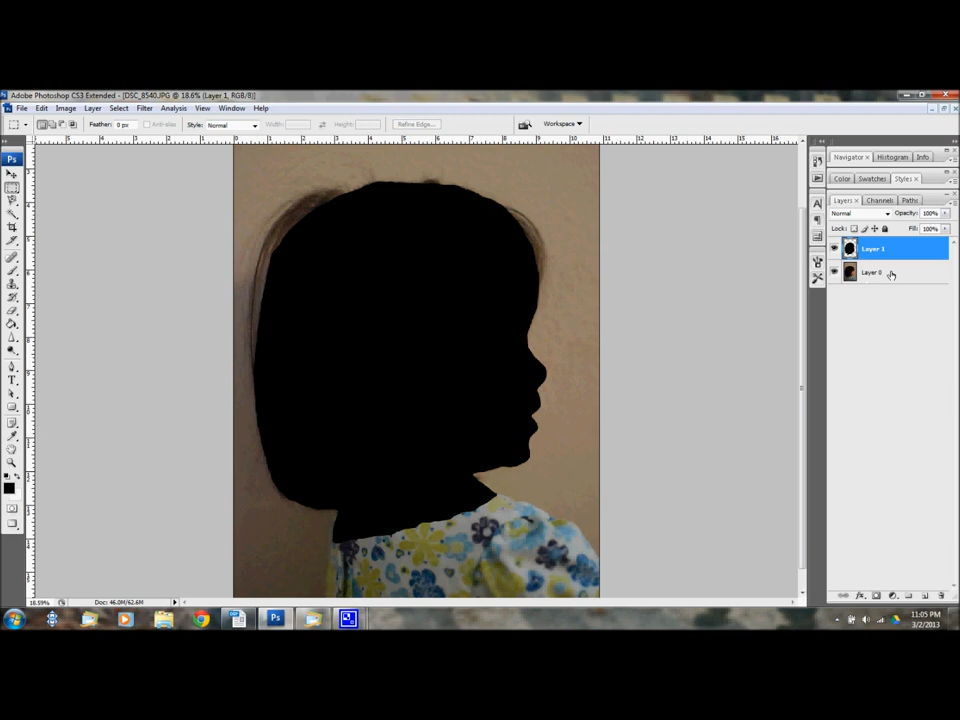 Adobe Photoshop CS3 Extended - [DSC_8540.JPG @ 18.6% (Layer 1, RGB/8)]
File Edit Image Layer Select Filter Analysis View Window Help
Feather: 0 px Anti-alias Style: Normal Width: Height: Refine Edge... Workspace
Ps
Navigator × Histogram Info
Color Swatches Styles ×
Layers × Channels Paths
Normal Opacity: 100%
Lock: Fill: 100%
Layer 1
Layer 0
18.59% Doc: 46.0M/62.6M
Ps
11:05 PM
3/2/2013